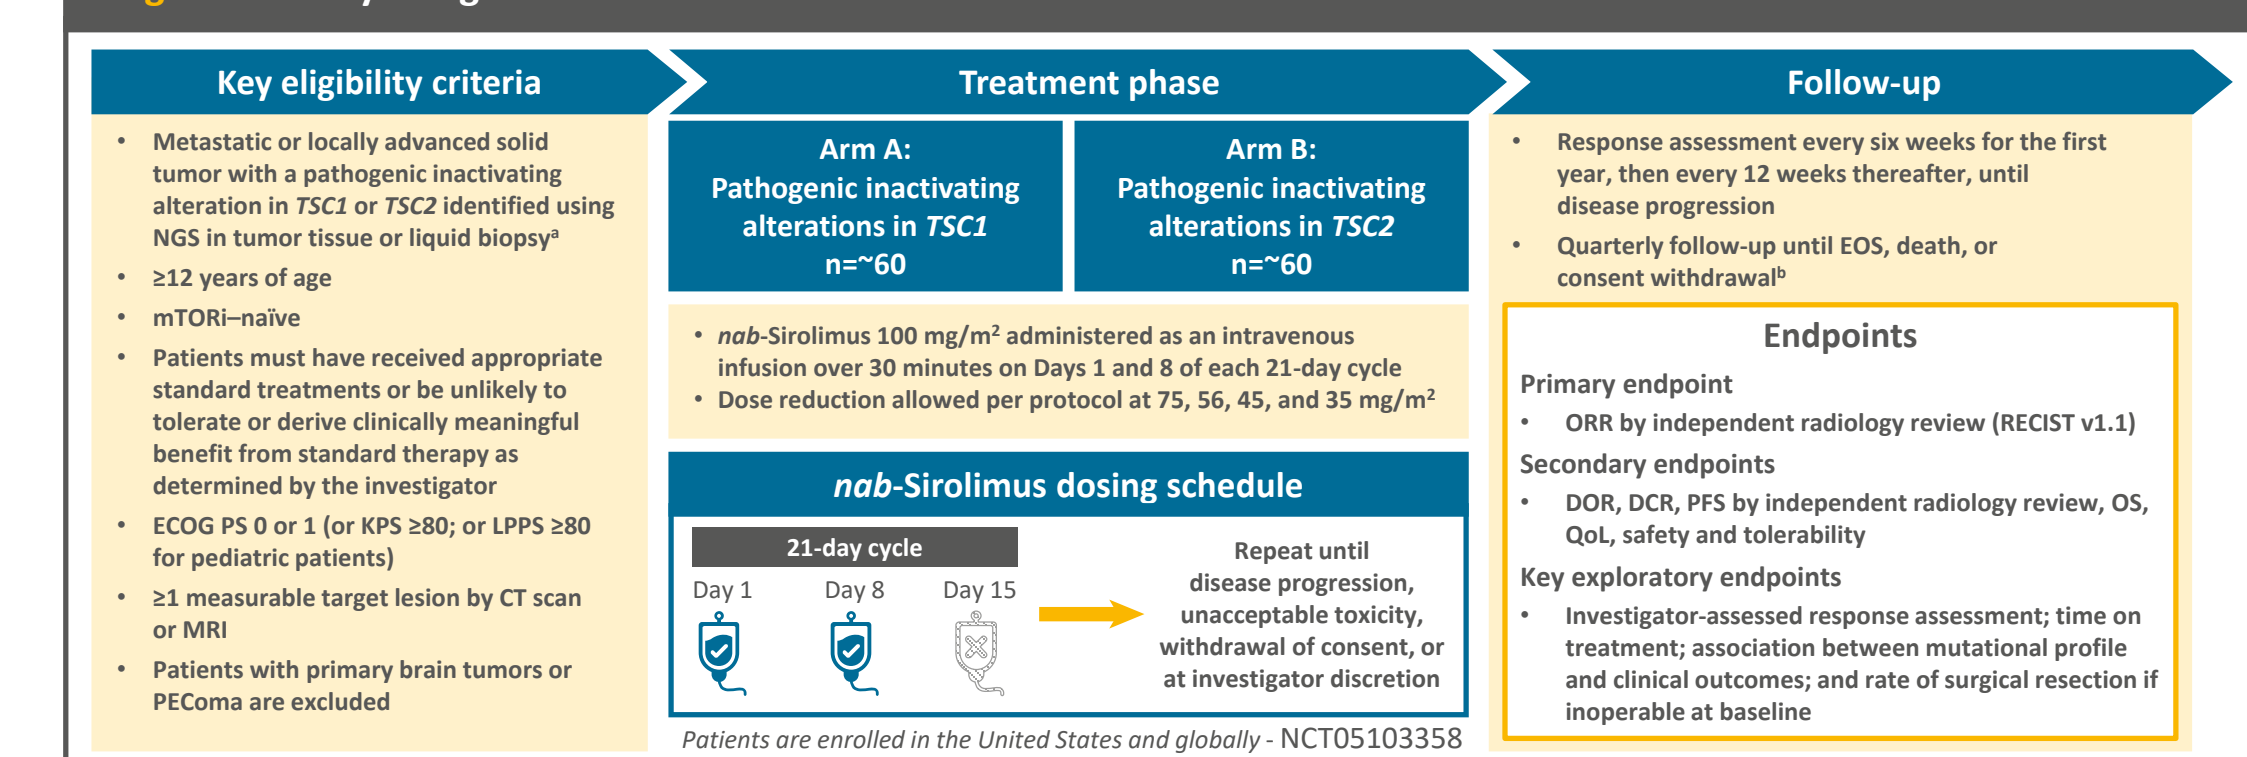 Key eligibility criteria
• Metastatic or locally advanced solid
tumor with a pathogenic inactivating
alteration in TSC1 or TSC2 identified using
NGS in tumor tissue or liquid biopsyᵃ
• ≥12 years of age
• mTORi–naïve
• Patients must have received appropriate
standard treatments or be unlikely to
tolerate or derive clinically meaningful
benefit from standard therapy as
determined by the investigator
• ECOG PS 0 or 1 (or KPS ≥80; or LPPS ≥80
for pediatric patients)
• ≥1 measurable target lesion by CT scan
or MRI
• Patients with primary brain tumors or
PEComa are excluded
Treatment phase
Arm A:
Pathogenic inactivating
alterations in TSC1
n=~60
Arm B:
Pathogenic inactivating
alterations in TSC2
n=~60
• nab-Sirolimus 100 mg/m² administered as an intravenous
infusion over 30 minutes on Days 1 and 8 of each 21-day cycle
• Dose reduction allowed per protocol at 75, 56, 45, and 35 mg/m²
nab-Sirolimus dosing schedule
21-day cycle
Day 1 Day 8 Day 15
Repeat until
disease progression,
unacceptable toxicity,
withdrawal of consent, or
at investigator discretion
Patients are enrolled in the United States and globally - NCT05103358
Follow-up
• Response assessment every six weeks for the first
year, then every 12 weeks thereafter, until
disease progression
• Quarterly follow-up until EOS, death, or
consent withdrawalᵇ
Endpoints
Primary endpoint
• ORR by independent radiology review (RECIST v1.1)
Secondary endpoints
• DOR, DCR, PFS by independent radiology review, OS,
QoL, safety and tolerability
Key exploratory endpoints
• Investigator-assessed response assessment; time on
treatment; association between mutational profile
and clinical outcomes; and rate of surgical resection if
inoperable at baseline